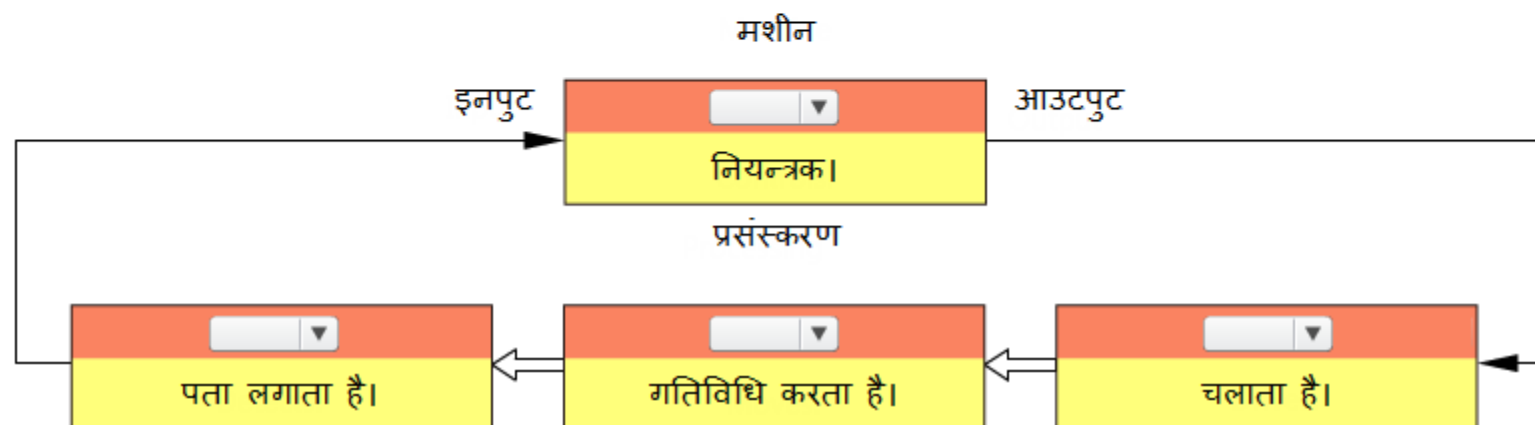 मशीन
इनपुट
आउटपुट
नियन्त्रक।
प्रसंस्करण
पता लगाता है।
गतिविधि करता है।
चलाता है।